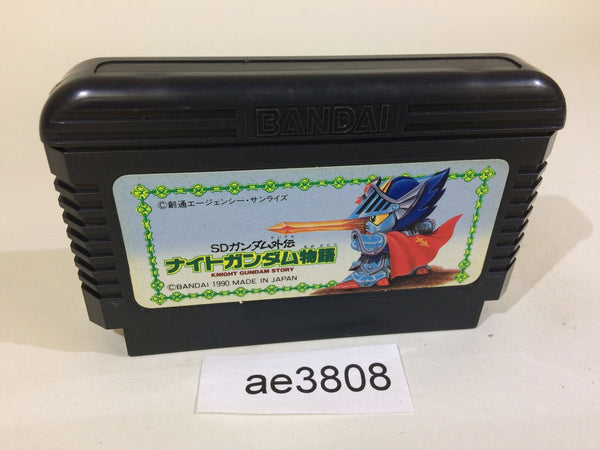 BANDAI
©創通エージェンシー・サンライズ
SDガンダム外伝
ナイトガンダム物語
KNIGHT GUNDAM STORY
©BANDAI 1990 MADE IN JAPAN
ae3808